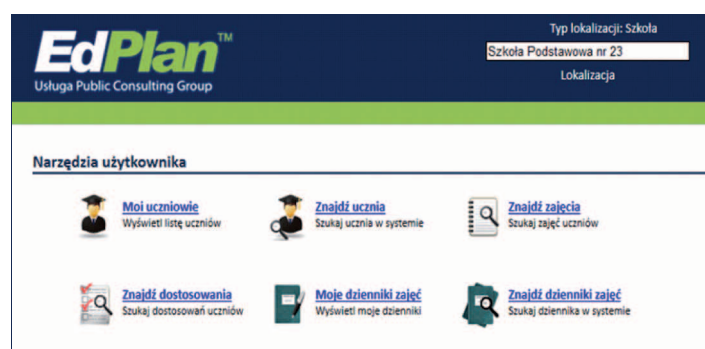 EdPlan™
Usługa Public Consulting Group
Typ lokalizacji: Szkoła
Szkoła Podstawowa nr 23
Lokalizacja
Narzędzia użytkownika
Moi uczniowie
Wyświetl listę uczniów
Znajdź ucznia
Szukaj ucznia w systemie
Znajdź zajęcia
Szukaj zajęć uczniów
Znajdź dostosowania
Szukaj dostosowań uczniów
Moje dzienniki zajęć
Wyświetl moje dzienniki
Znajdź dzienniki zajęć
Szukaj dziennika w systemie